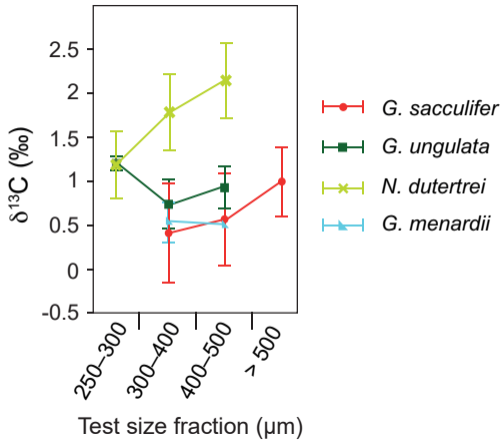 2.5
2
1.5
1
0.5
0
-0.5
δ13C (‰)
250–300
300–400
400–500
> 500
Test size fraction (µm)
G. sacculifer
G. ungulata
N. dutertrei
G. menardii